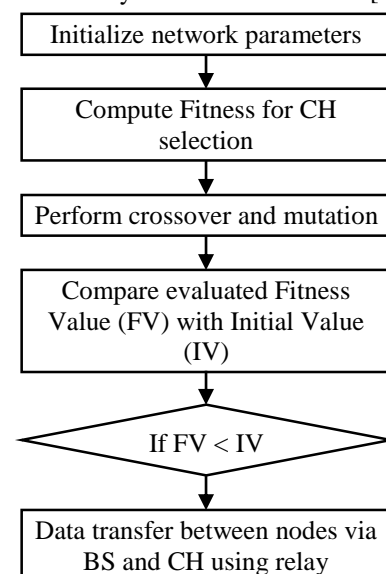 Initialize network parameters
Compute Fitness for CH
selection
Perform crossover and mutation
Compare evaluated Fitness
Value (FV) with Initial Value
(IV)
If FV < IV
Data transfer between nodes via
BS and CH using relay